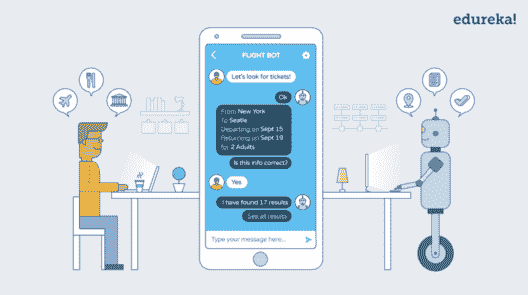 edureka!
FLIGHT BOT
Let's look for tickets!
Ok
From New York
To Seattle
Departing on Sept 15
Returning on Sept 19
for 2 Adults
Is this info correct?
Yes
I have found 17 results
See all results
Type your message here...